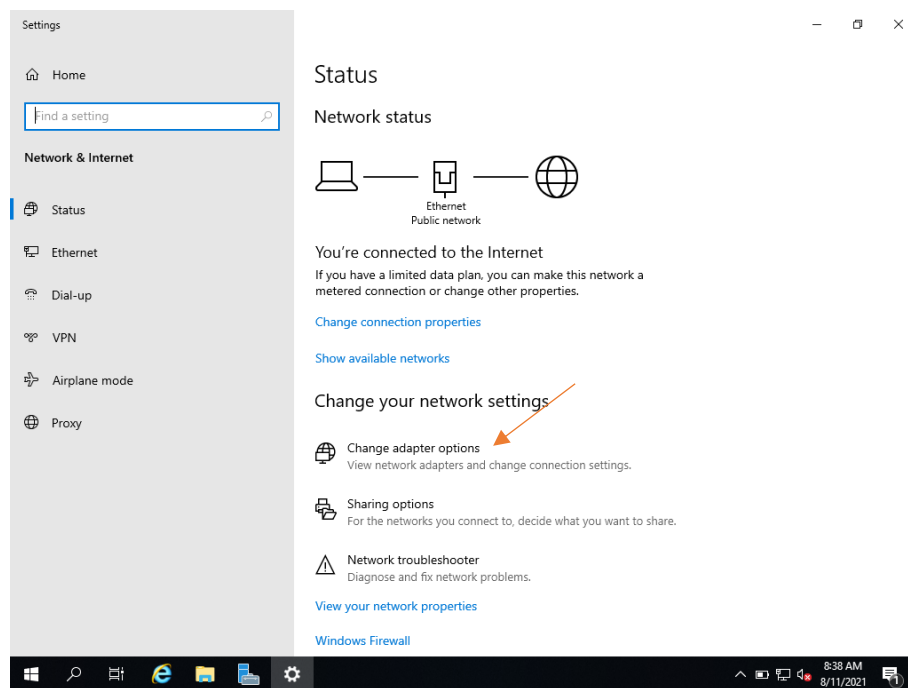 Settings
Home
Find a setting
Network & Internet
Status
Ethernet
Dial-up
VPN
Airplane mode
Proxy
Status
Network status
Ethernet
Public network
You're connected to the Internet
If you have a limited data plan, you can make this network a
metered connection or change other properties.
Change connection properties
Show available networks
Change your network settings
Change adapter options
View network adapters and change connection settings.
Sharing options
For the networks you connect to, decide what you want to share.
Network troubleshooter
Diagnose and fix network problems.
View your network properties
Windows Firewall
8:38 AM
8/11/2021
1